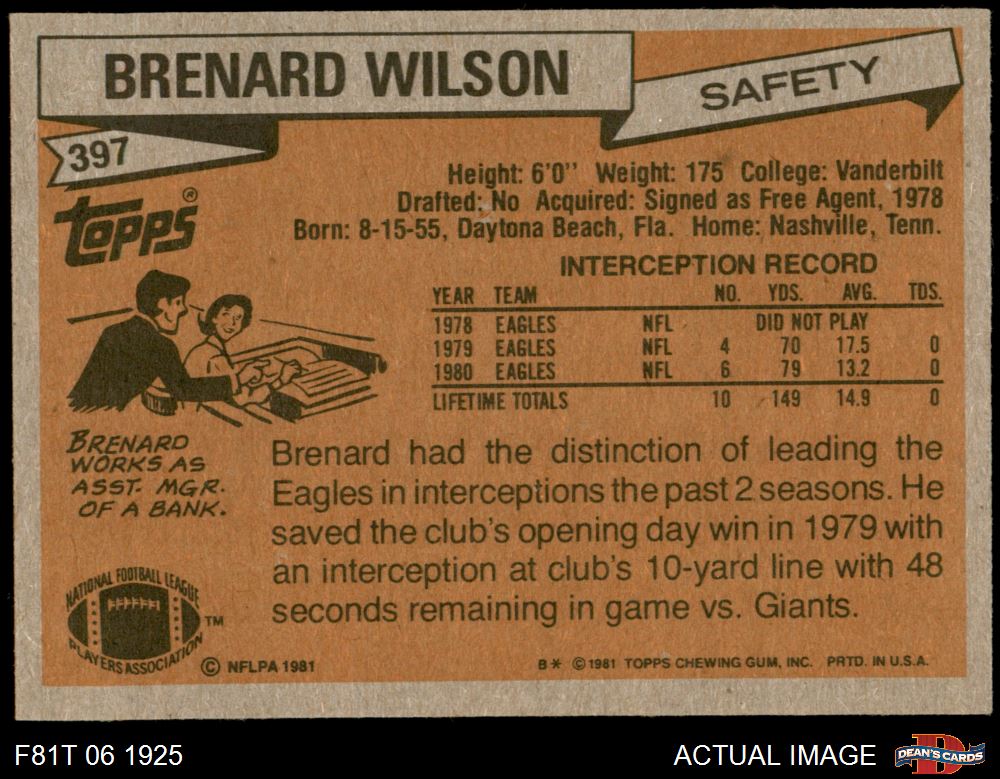 BRENARD WILSON
SAFETY
397
TOPPS®
Height: 6'0'' Weight: 175 College: Vanderbilt
Drafted: No Acquired: Signed as Free Agent, 1978
Born: 8-15-55, Daytona Beach, Fla. Home: Nashville, Tenn.
INTERCEPTION RECORD
YEAR TEAM NO. YDS. AVG. TDS.
1978 EAGLES NFL DID NOT PLAY
1979 EAGLES NFL 4 70 17.5 0
1980 EAGLES NFL 6 79 13.2 0
LIFETIME TOTALS 10 149 14.9 0
BRENARD
WORKS AS
ASST. MGR.
OF A BANK.
Brenard had the distinction of leading the
Eagles in interceptions the past 2 seasons. He
saved the club's opening day win in 1979 with
an interception at club's 10-yard line with 48
seconds remaining in game vs. Giants.
NATIONAL FOOTBALL LEAGUE
PLAYERS ASSOCIATION
TM
© NFLPA 1981
B* © 1981 TOPPS CHEWING GUM, INC. PRTD. IN U.S.A.
F81T 06 1925
ACTUAL IMAGE
D
DEAN'S CARDS